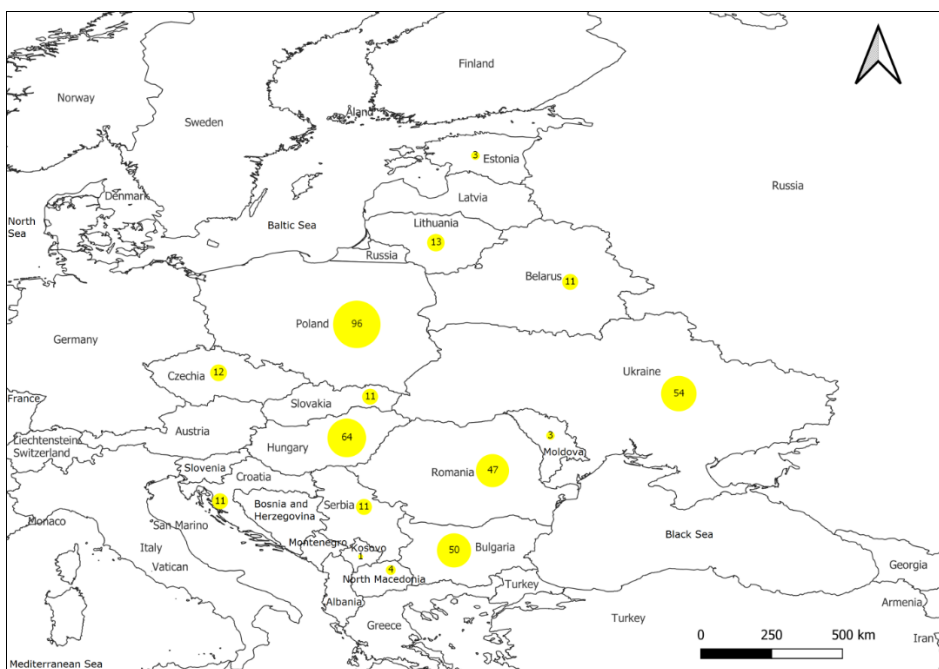 Finland
Norway
Sweden
Åland
3
Estonia
Russia
Denmark
Latvia
North
Sea
Baltic Sea
Lithuania
13
Russia
Belarus
11
Poland
96
Germany
Czechia
12
Ukraine
54
Slovakia
11
France
Austria
Liechtenstein
Switzerland
Hungary
64
3
Moldova
Romania
47
Slovenia
Croatia
11
Bosnia and
Herzegovina
Serbia
11
Monaco
San Marino
Italy
Vatican
Montenegro
Kosovo
1
50
Bulgaria
Black Sea
4
North Macedonia
Albania
Greece
Turkey
Turkey
Georgia
Armenia
Iran
Mediterranean Sea
0
250
500 km